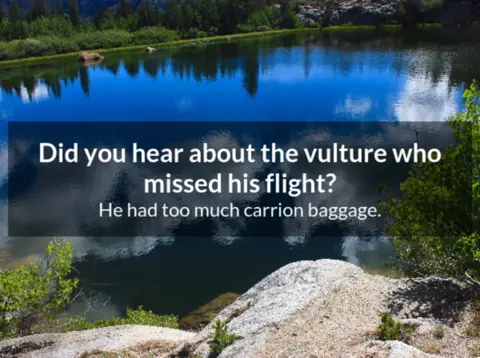 Did you hear about the vulture who
missed his flight?
He had too much carrion baggage.